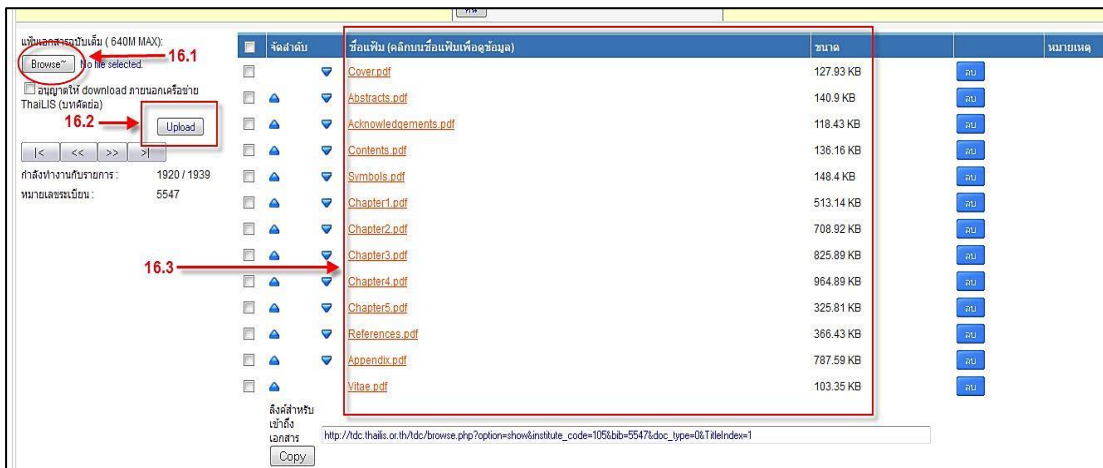 ค้น
แฟ้มเอกสารฉบับเต็ม ( 640M MAX):
16.1
Browse~ No file selected.
อนุญาตให้ download ภายนอกเครือข่าย
ThaiLIS (บทคัดย่อ)
16.2
Upload
|< << >> >|
กำลังทำงานกับรายการ : 1920 / 1939
หมายเลขระเบียน : 5547
จัดลำดับ ชื่อแฟ้ม (คลิกบนชื่อแฟ้มเพื่อดูข้อมูล) ขนาด หมายเหตุ
Cover.pdf 127.93 KB ลบ
Abstracts.pdf 140.9 KB ลบ
Acknowledgements.pdf 118.43 KB ลบ
Contents.pdf 136.16 KB ลบ
Symbols.pdf 148.4 KB ลบ
Chapter1.pdf 513.14 KB ลบ
Chapter2.pdf 708.92 KB ลบ
Chapter3.pdf 825.89 KB ลบ
16.3
Chapter4.pdf 964.89 KB ลบ
Chapter5.pdf 325.81 KB ลบ
References.pdf 366.43 KB ลบ
Appendix.pdf 787.59 KB ลบ
Vitae.pdf 103.35 KB ลบ
ลิงค์สำหรับ
เข้าถึง
เอกสาร http://tdc.thailis.or.th/tdc/browse.php?option=show&institute_code=105&bib=5547&doc_type=0&TitleIndex=1
Copy